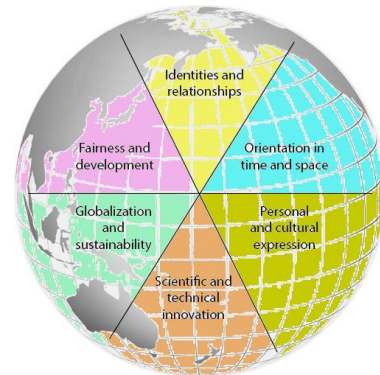 Identities and
relationships
Fairness and
development
Orientation in
time and space
Globalization
and
sustainability
Personal
and cultural
expression
Scientific and
technical
innovation